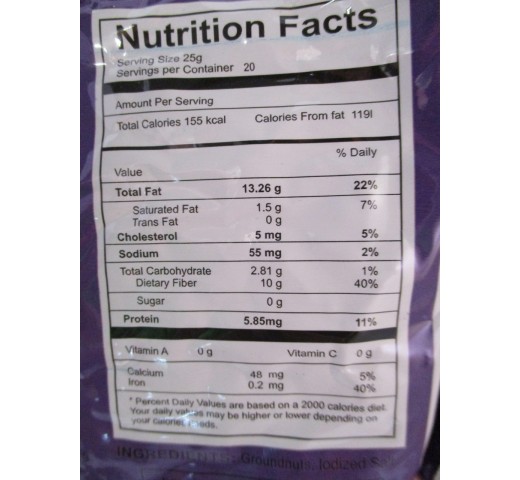 Nutrition Facts
Serving Size 25g
Servings per Container 20
Amount Per Serving
Total Calories 155 kcal Calories From fat 119l
% Daily
Value
Total Fat 13.26 g 22%
Saturated Fat 1.5 g 7%
Trans Fat 0 g
Cholesterol 5 mg 5%
Sodium 55 mg 2%
Total Carbohydrate 2.81 g 1%
Dietary Fiber 10 g 40%
Sugar 0 g
Protein 5.85mg 11%
Vitamin A 0 g Vitamin C 0 g
Calcium 48 mg 5%
Iron 0.2 mg 40%
* Percent Daily Values are based on a 2000 calories diet.
Your daily values may be higher or lower depending on
your calories needs.
INGREDIENTS: Groundnuts, Iodized